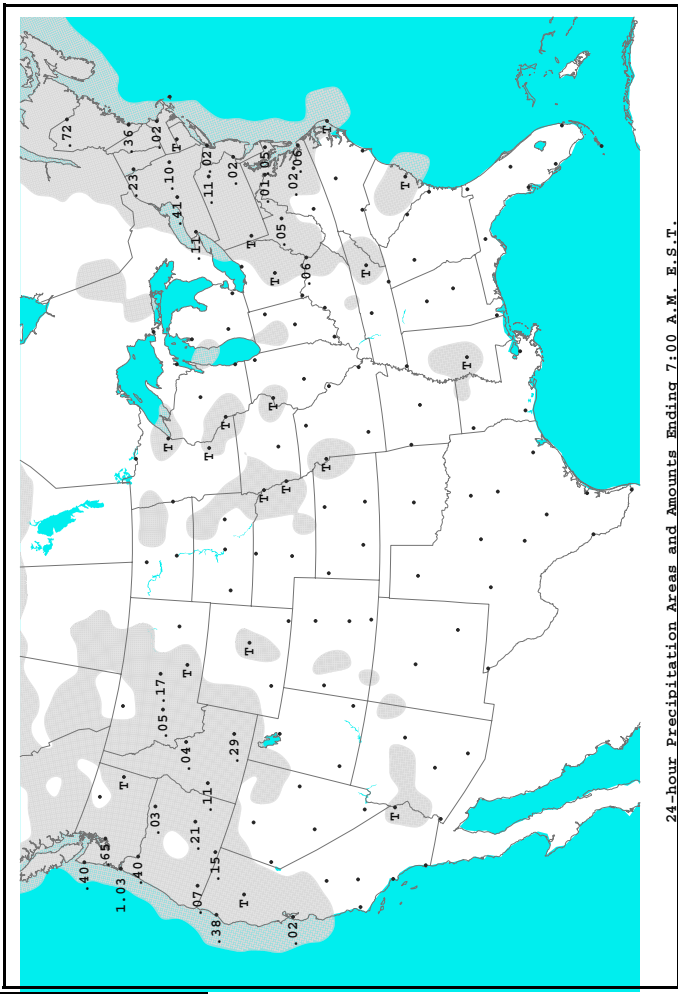 .72
.40
.65
1.03
T
.36
.23
.40
.03
.02
.17
.05
T
.10
T
.41
.04
T
.21
.11
.07
.02
.11
T
.11
.15
.38
T
.02
.29
T
T
T
T
.01
.05
T
T
.05
T
.02
.02
.06
.06
T
T
T
T
T
T
24-hour Precipitation Areas and Amounts Ending 7:00 A.M. E.S.T.